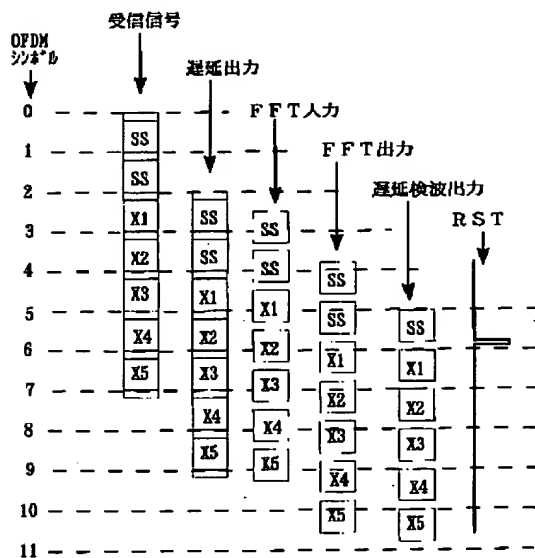 受信信号
OFDM
シンボル
遅延出力
FFT入力
FFT出力
遅延検波出力
RST
0
SS
1
SS
2
X1 SS
3 SS
X2 SS
4 SS SS
X3 X1 X1
5 SS SS
X4 X2 X2
6 X1 X1
X5 X3 X3
7 X2 X2
8 X4 X4 X3 X3
9 X5 X5 X4 X4
10 X5 X5
11